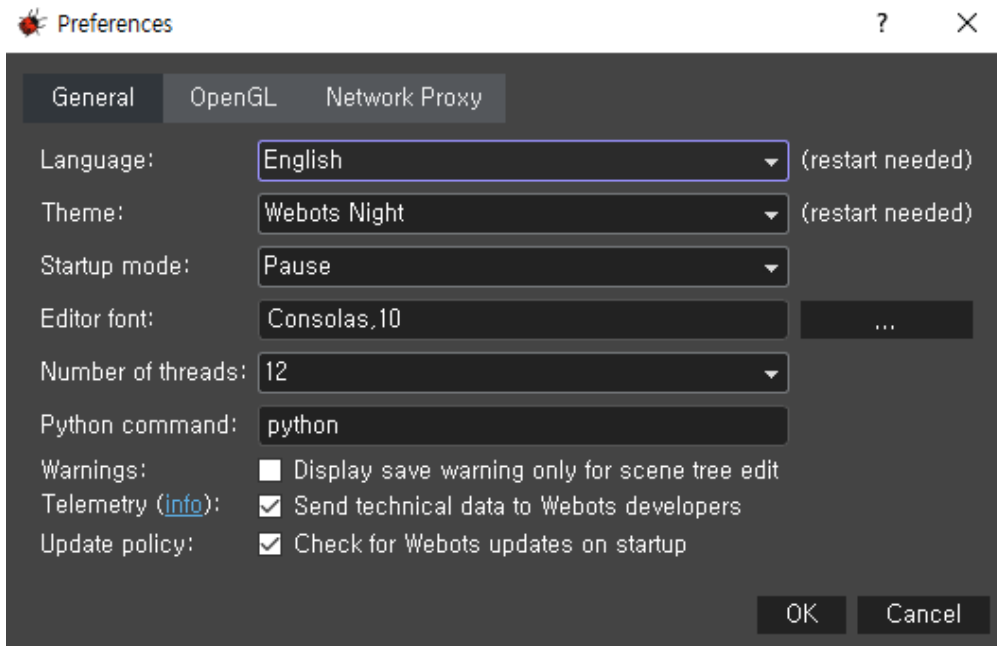 Preferences ?
General OpenGL Network Proxy
Language: English (restart needed)
Theme: Webots Night (restart needed)
Startup mode: Pause
Editor font: Consolas,10 ...
Number of threads: 12
Python command: python
Warnings: Display save warning only for scene tree edit
Telemetry (info): Send technical data to Webots developers
Update policy: Check for Webots updates on startup
OK Cancel